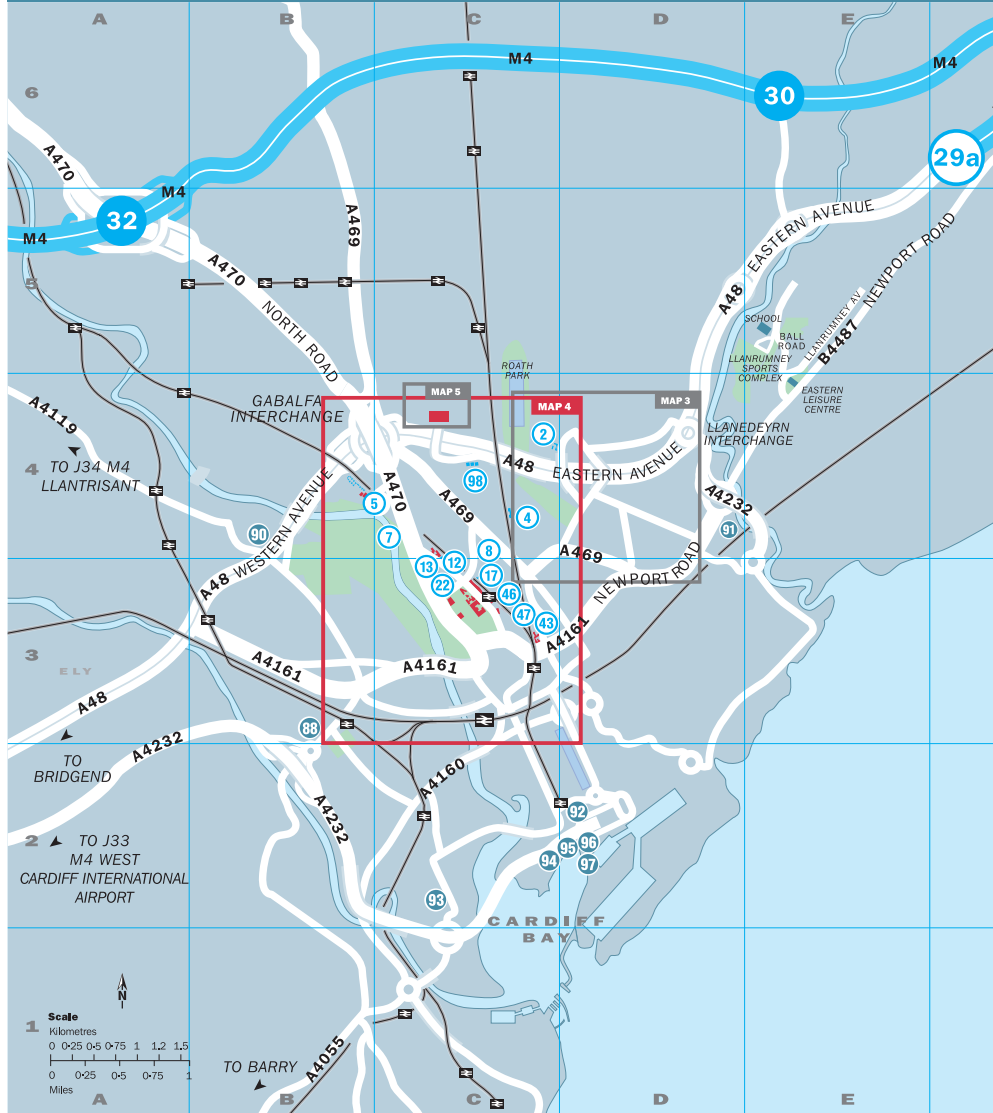 A
B
C
D
E
M4
M4
30
6
A470
29a
M4
32
M4
A469
EASTERN AVENUE
NEWPORT ROAD
A470
5
A48
NORTH ROAD
SCHOOL
BALL
ROAD
LLANRUMNEY AV
B4487
LLANRUMNEY
SPORTS
COMPLEX
ROATH
PARK
EASTERN
LEISURE
CENTRE
MAP 5
MAP 4
MAP 3
GABALFA
INTERCHANGE
A4119
2
LLANEDEYRN
INTERCHANGE
4
TO J34 M4
LLANTRISANT
A48
EASTERN AVENUE
98
A470
A469
A4232
5
4
WESTERN AVENUE
90
91
7
8
A469
A48
13
12
17
22
46
NEWPORT ROAD
47
43
A4161
3
ELY
A4161
A4161
A48
88
A4232
TO
BRIDGEND
A4160
A4232
92
2
TO J33
M4 WEST
CARDIFF INTERNATIONAL
AIRPORT
95
96
94
97
93
CARDIFF
BAY
N
1
Scale
Kilometres
0 0·25 0·5 0·75 1 1.2 1.5
0 0·25 0·5 0·75 1
Miles
TO BARRY
A4055
A
B
C
D
E